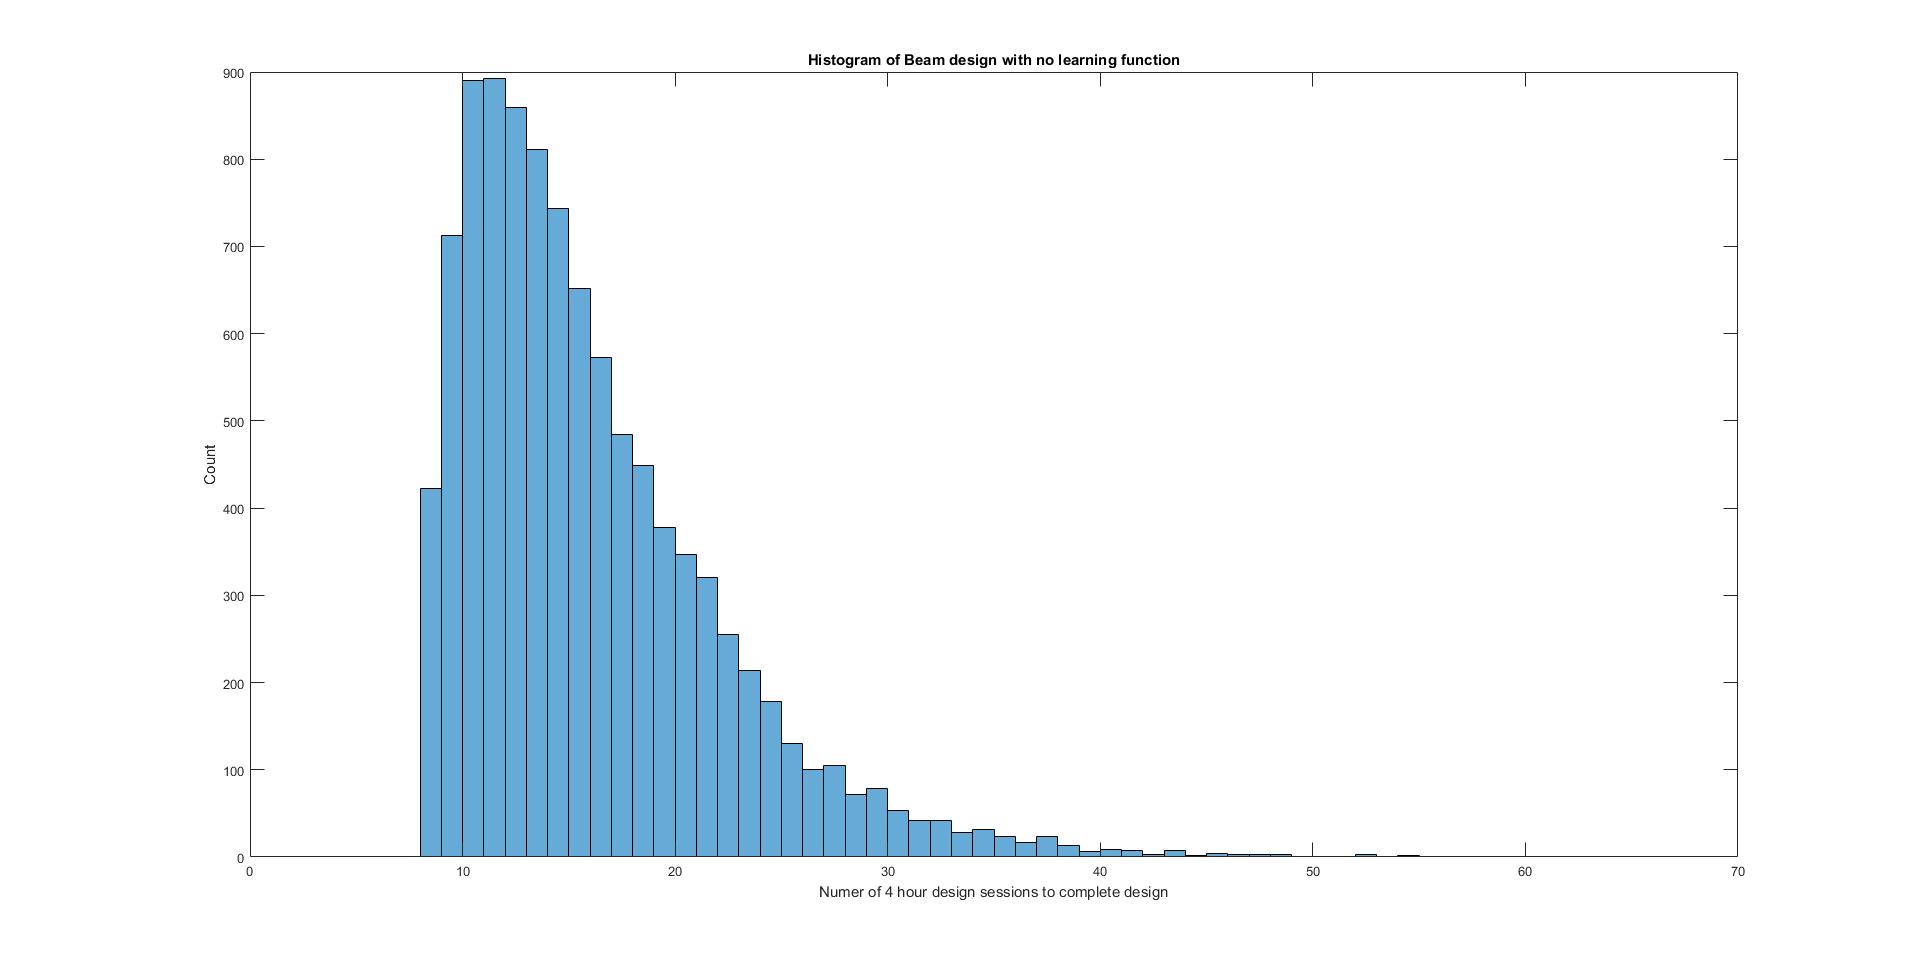 Histogram of Beam design with no learning function
900
800
700
600
500
400
300
200
100
0
Count
0 10 20 30 40 50 60 70
Numer of 4 hour design sessions to complete design